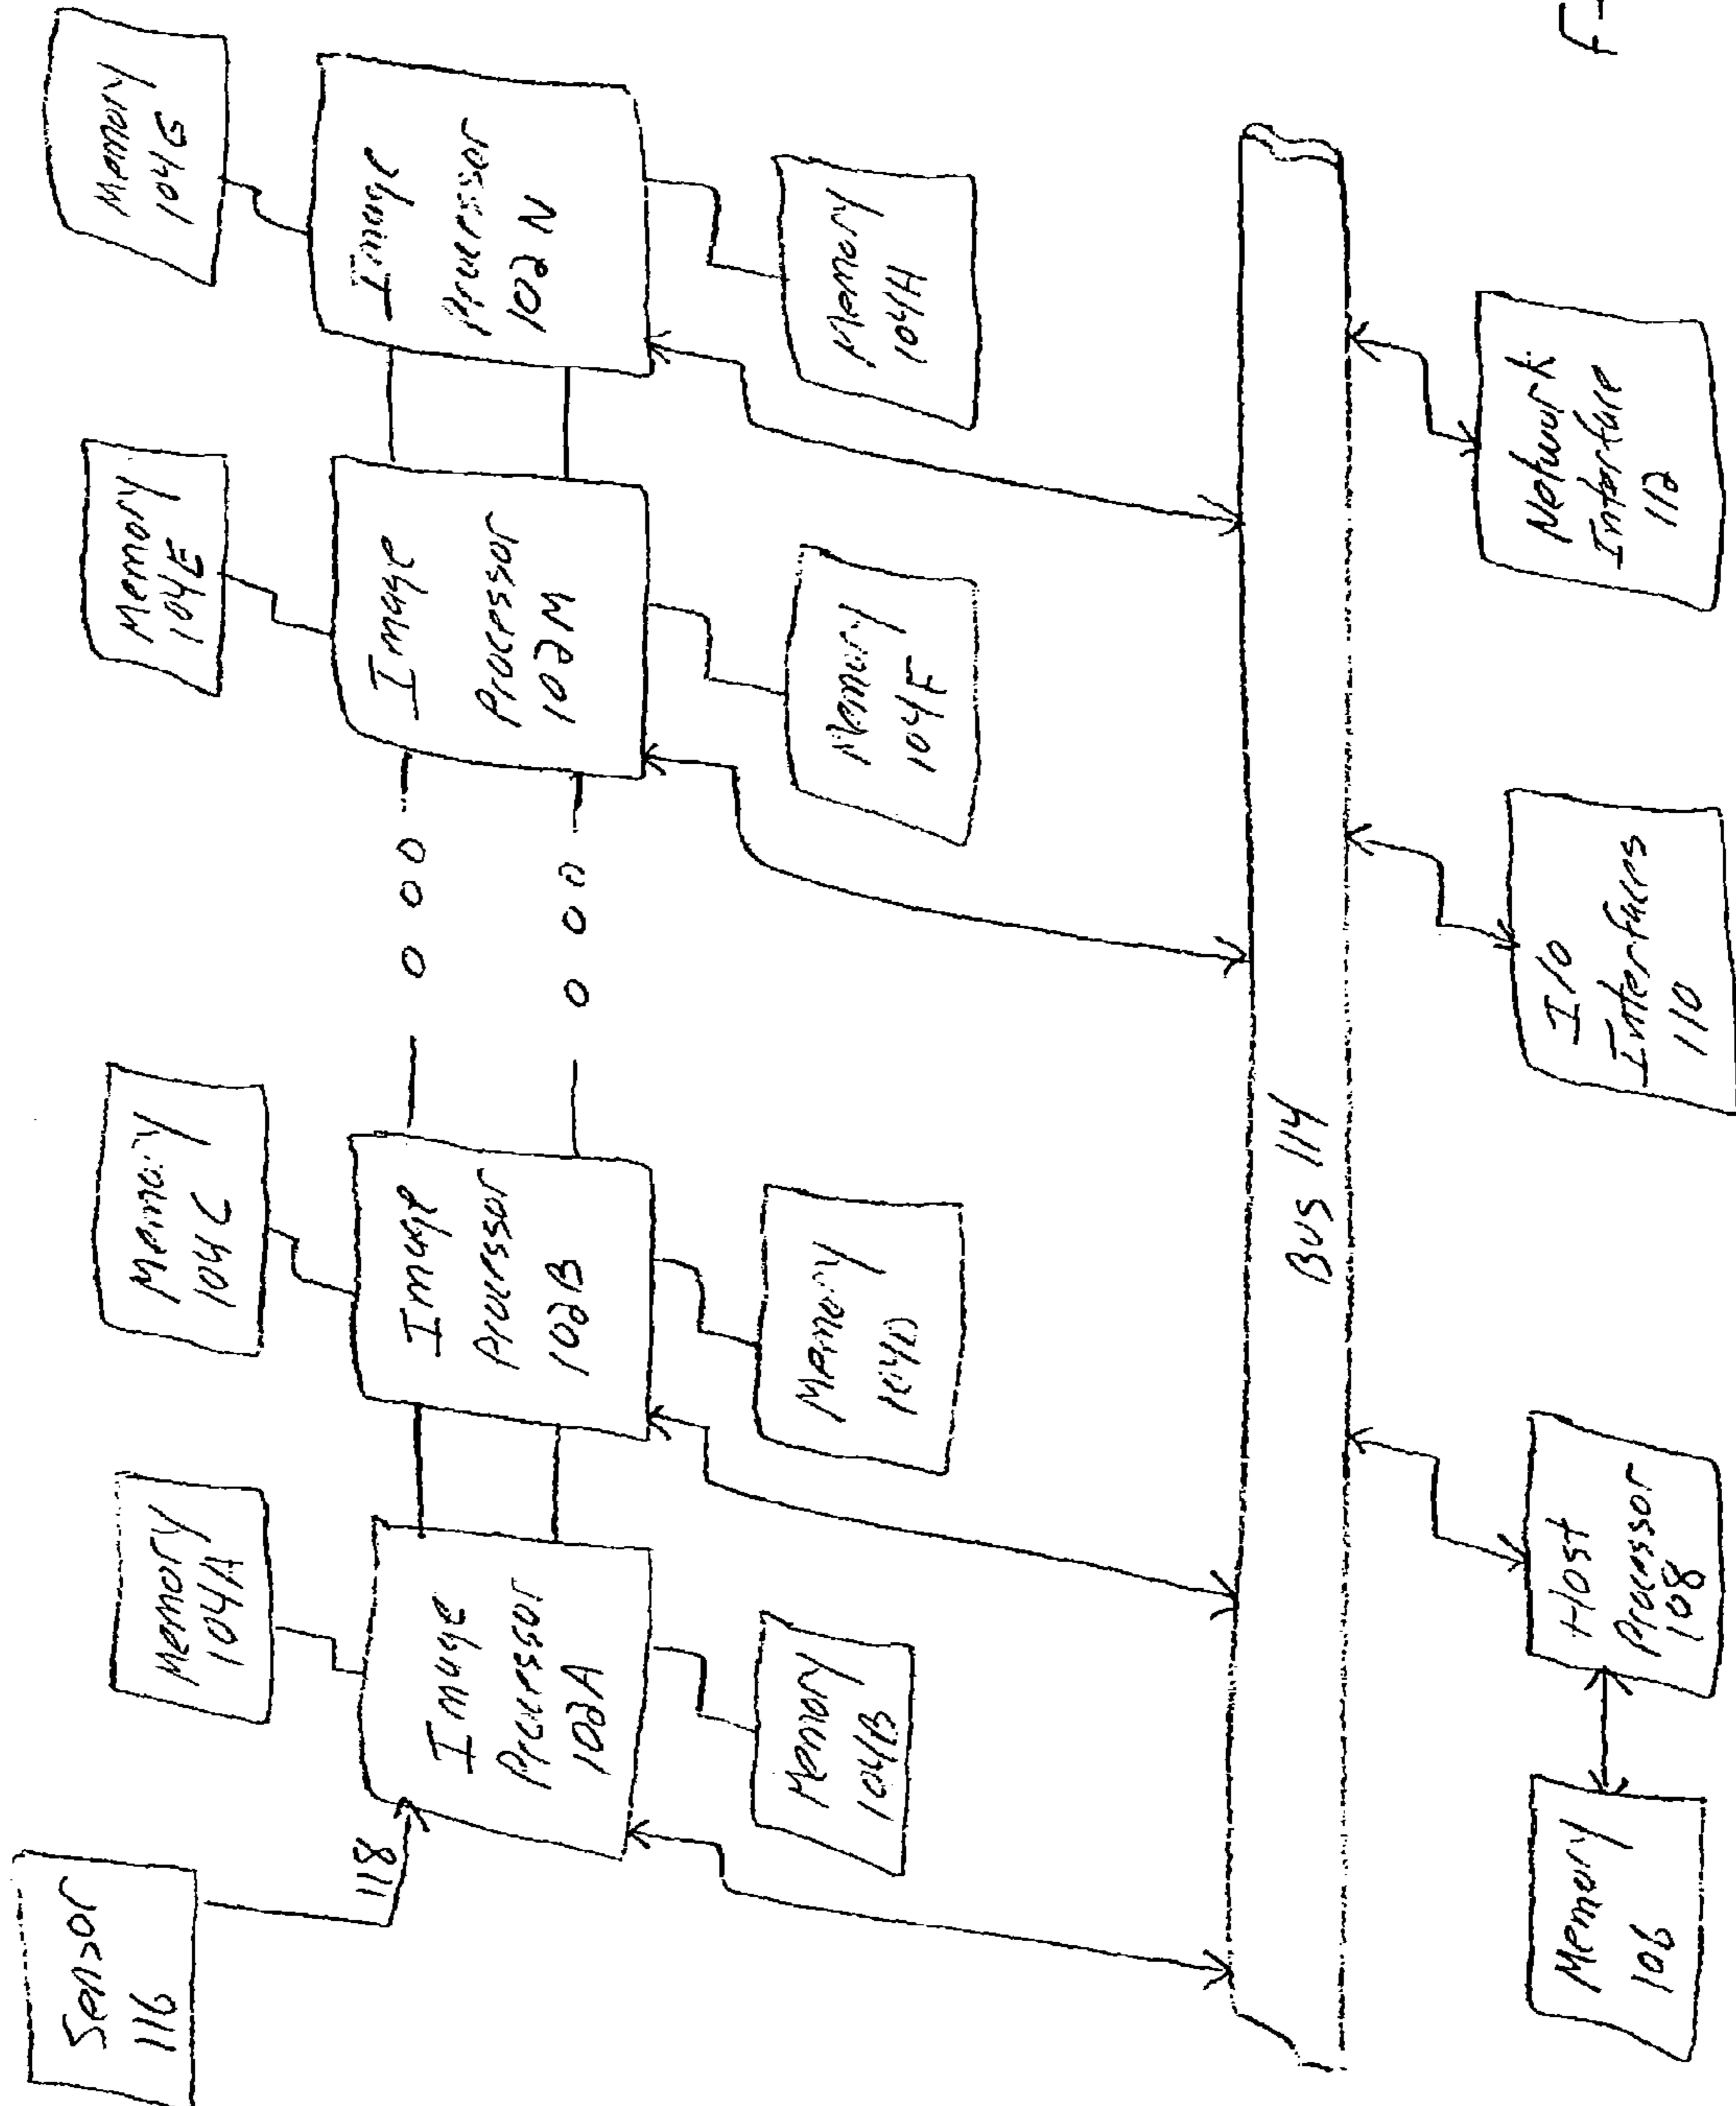 Sensor
116
118
Memory
104A
Memory
104C
Memory
104E
Memory
104G
Image
Processor
102A
Image
Processor
102B
Image
Processor
102M
Image
Processor
102N
Memory
104B
Memory
104D
Memory
104F
Memory
104H
Bus 114
Memory
106
Host
Processor
108
I/O
Interfaces
110
Network
Interface
112